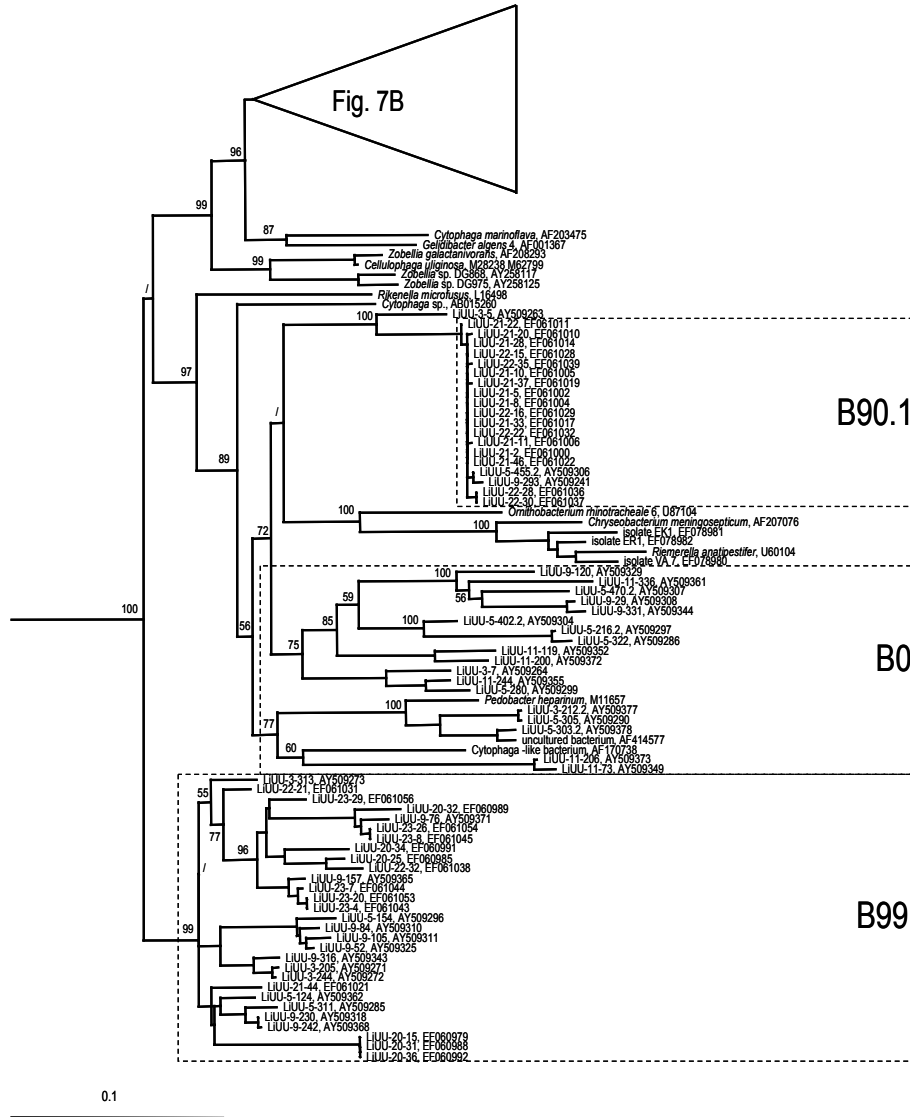 Fig. 7B
96
99
87
Cytophaga marinoflava, AF203475
Gelidibacter algens 4, AF001367
Zobellia galactanivorans, AF208293
99
Cellulophaga uliginosa, M28238 M62799
Zobellia sp. DG868, AY258117
Zobellia sp. DG975, AY258125
/
Rikenella microfusus, L16498
Cytophaga sp., AB015260
100
LiUU-3-5, AY509263
LiUU-21-22, EF061011
LiUU-21-20, EF061010
LiUU-21-28, EF061014
LiUU-22-15, EF061028
LiUU-22-35, EF061039
97
LiUU-21-10, EF061005
LiUU-21-37, EF061019
LiUU-21-5, EF061002
LiUU-21-8, EF061004
/
LiUU-22-16, EF061029
B90.1
LiUU-21-33, EF061017
LiUU-22-22, EF061032
LiUU-21-11, EF061006
LiUU-21-2, EF061000
89
LiUU-21-46, EF061022
LiUU-5-455.2, AY509306
LiUU-9-293, AY509241
LiUU-22-28, EF061036
LiUU-22-30, EF061037
100
Ornithobacterium rhinotracheale 6, U87104
100
Chryseobacterium meningosepticum, AF207076
72
isolate EK1, EF078981
isolate ER1, EF078982
Riemerella anatipestifer, U60104
isolate VA 7, EF078980
100
LiUU-9-120, AY509329
LiUU-11-336, AY509361
59
56
LiUU-5-470.2, AY509307
LiUU-9-29, AY509308
100
LiUU-9-331, AY509344
100
LiUU-5-402.2, AY509304
56
85
LiUU-5-216.2, AY509297
LiUU-5-322, AY509286
75
LiUU-11-119, AY509352
B0
LiUU-11-200, AY509372
LiUU-3-7, AY509264
LiUU-11-244, AY509355
LiUU-5-280, AY509299
100
Pedobacter heparinum, M11657
LiUU-3-212.2, AY509377
77
LiUU-5-305, AY509290
LiUU-5-303.2, AY509378
uncultured bacterium, AF414577
60
Cytophaga -like bacterium, AF170738
LiUU-11-206, AY509373
LiUU-11-73, AY509349
LiUU-3-313, AY509273
LiUU-22-21, EF061031
55
LiUU-23-29, EF061056
LiUU-20-32, EF060989
LiUU-9-76, AY509371
77
LiUU-23-26, EF061054
LiUU-23-8, EF061045
96
LiUU-20-34, EF060991
LiUU-20-25, EF060985
/
LiUU-22-32, EF061038
LiUU-9-157, AY509365
LiUU-23-7, EF061044
LiUU-23-20, EF061053
LiUU-23-4, EF061043
LiUU-5-154, AY509296
B99
99
LiUU-9-84, AY509310
LiUU-9-105, AY509311
LiUU-9-52, AY509325
LiUU-9-316, AY509343
LiUU-3-205, AY509271
LiUU-3-244, AY509272
LiUU-21-44, EF061021
LiUU-5-124, AY509362
LiUU-5-311, AY509285
LiUU-9-230, AY509318
LiUU-9-242, AY509368
LiUU-20-15, EF060979
LiUU-20-31, EF060988
LiUU-20-36, EF060992
0.1